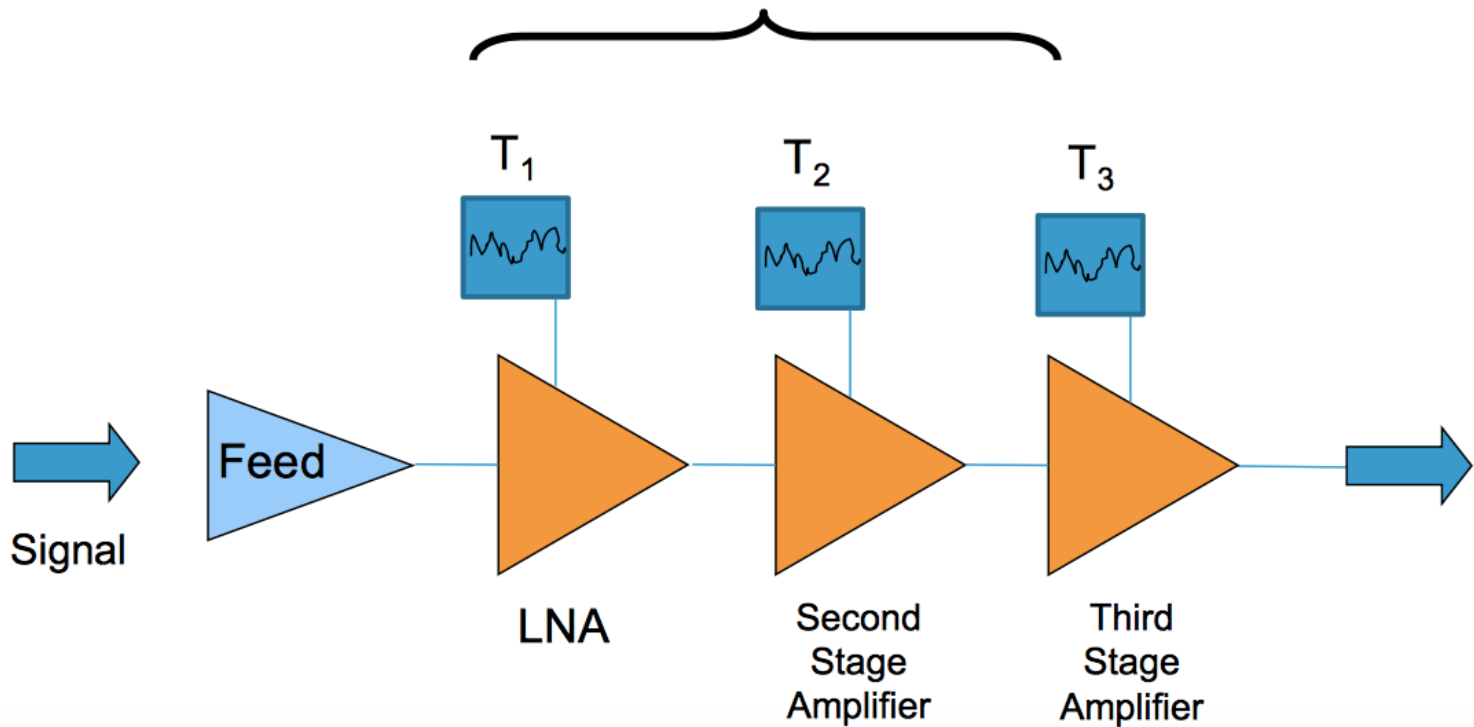 T₁
T₂
T₃
Feed
Signal
LNA
Second
Stage
Amplifier
Third
Stage
Amplifier